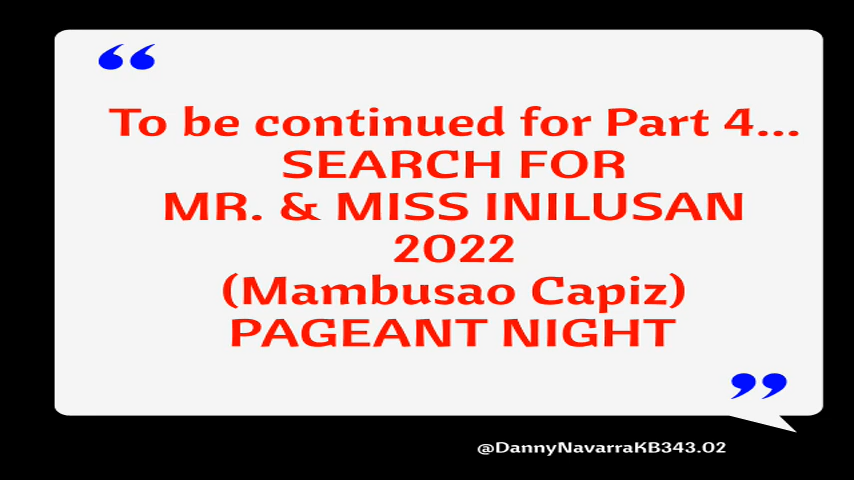 “
To be continued for Part 4...
SEARCH FOR
MR. & MISS INILUSAN
2022
(Mambusao Capiz)
PAGEANT NIGHT
”
@DannyNavarraKB343.02